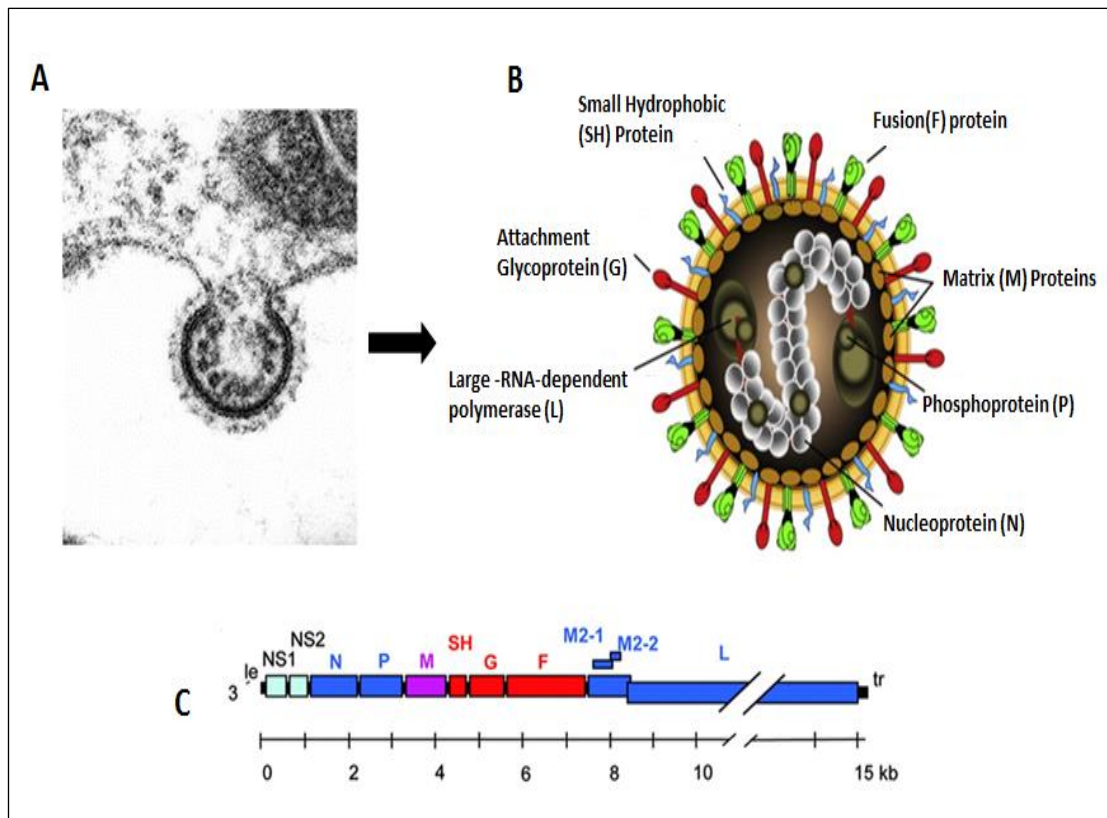 A
B
Small Hydrophobic
(SH) Protein
Fusion(F) protein
Attachment
Glycoprotein (G)
Matrix (M) Proteins
Large -RNA-dependent
polymerase (L)
Phosphoprotein (P)
Nucleoprotein (N)
C
3'
le
NS1
NS2
N
P
M
SH
G
F
M2-1
M2-2
L
tr
0 2 4 6 8 10 15 kb